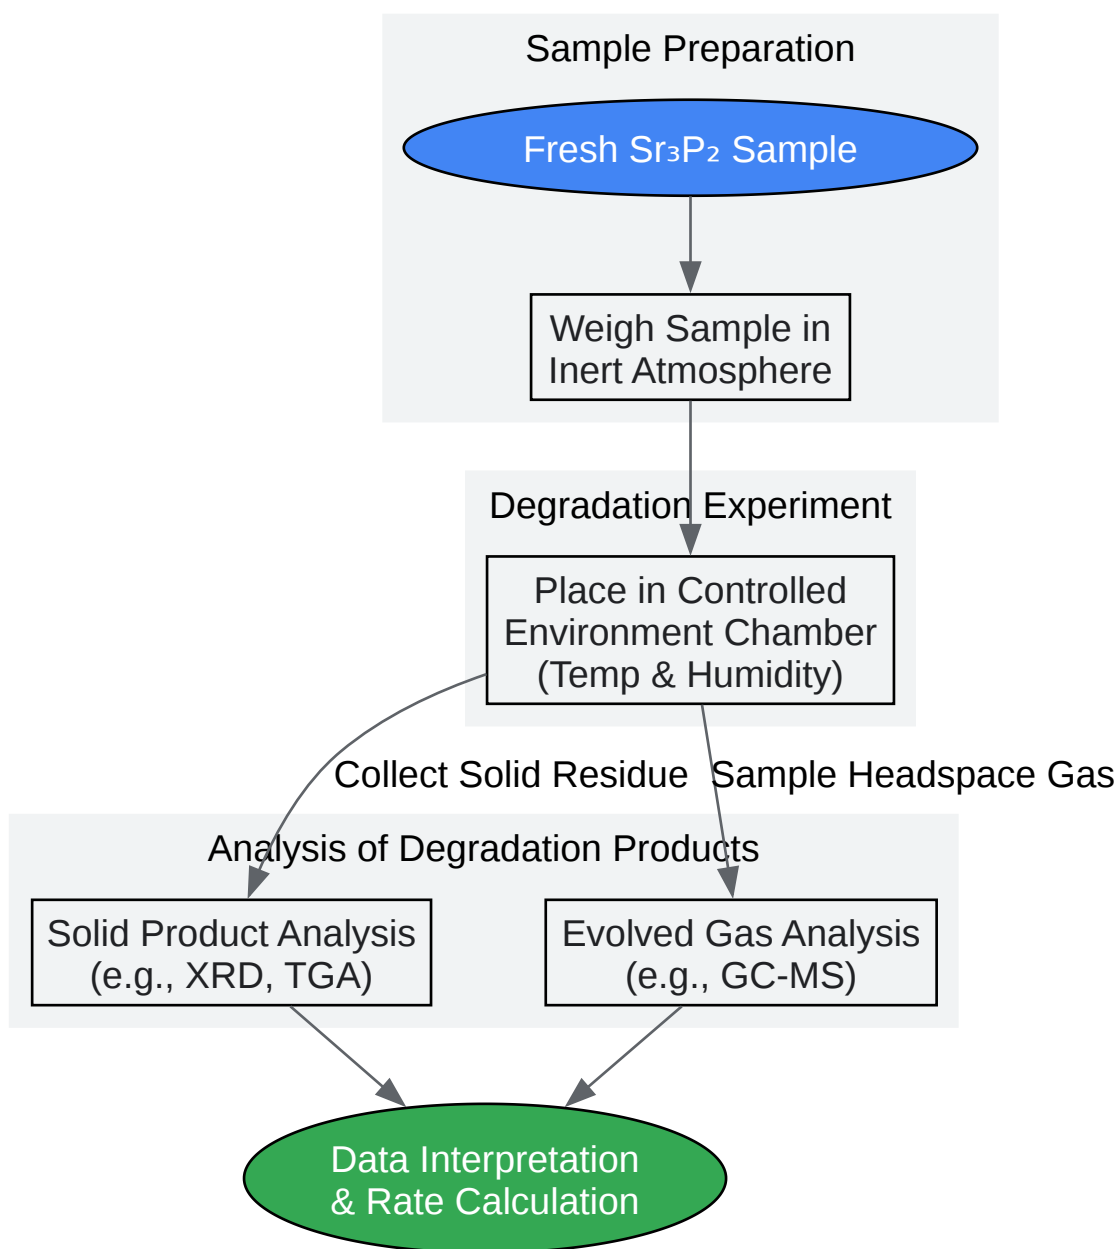 Sample Preparation
Fresh Sr₃P₂ Sample
Weigh Sample in
Inert Atmosphere
Degradation Experiment
Place in Controlled
Environment Chamber
(Temp & Humidity)
Collect Solid Residue
Sample Headspace Gas
Analysis of Degradation Products
Solid Product Analysis
(e.g., XRD, TGA)
Evolved Gas Analysis
(e.g., GC-MS)
Data Interpretation
& Rate Calculation